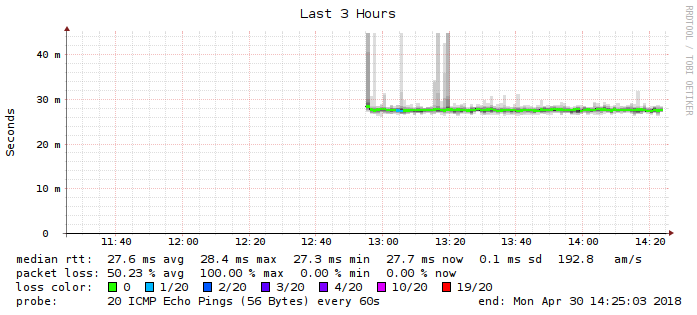 Last 3 Hours
RRDTOOL / TOBI OETIKER
Seconds
40 m
30 m
20 m
10 m
0
11:40 12:00 12:20 12:40 13:00 13:20 13:40 14:00 14:20
median rtt: 27.6 ms avg 28.4 ms max 27.3 ms min 27.7 ms now 0.1 ms sd 192.8 am/s
packet loss: 50.23 % avg 100.00 % max 0.00 % min 0.00 % now
loss color: 0 1/20 2/20 3/20 4/20 10/20 19/20
probe: 20 ICMP Echo Pings (56 Bytes) every 60s end: Mon Apr 30 14:25:03 2018